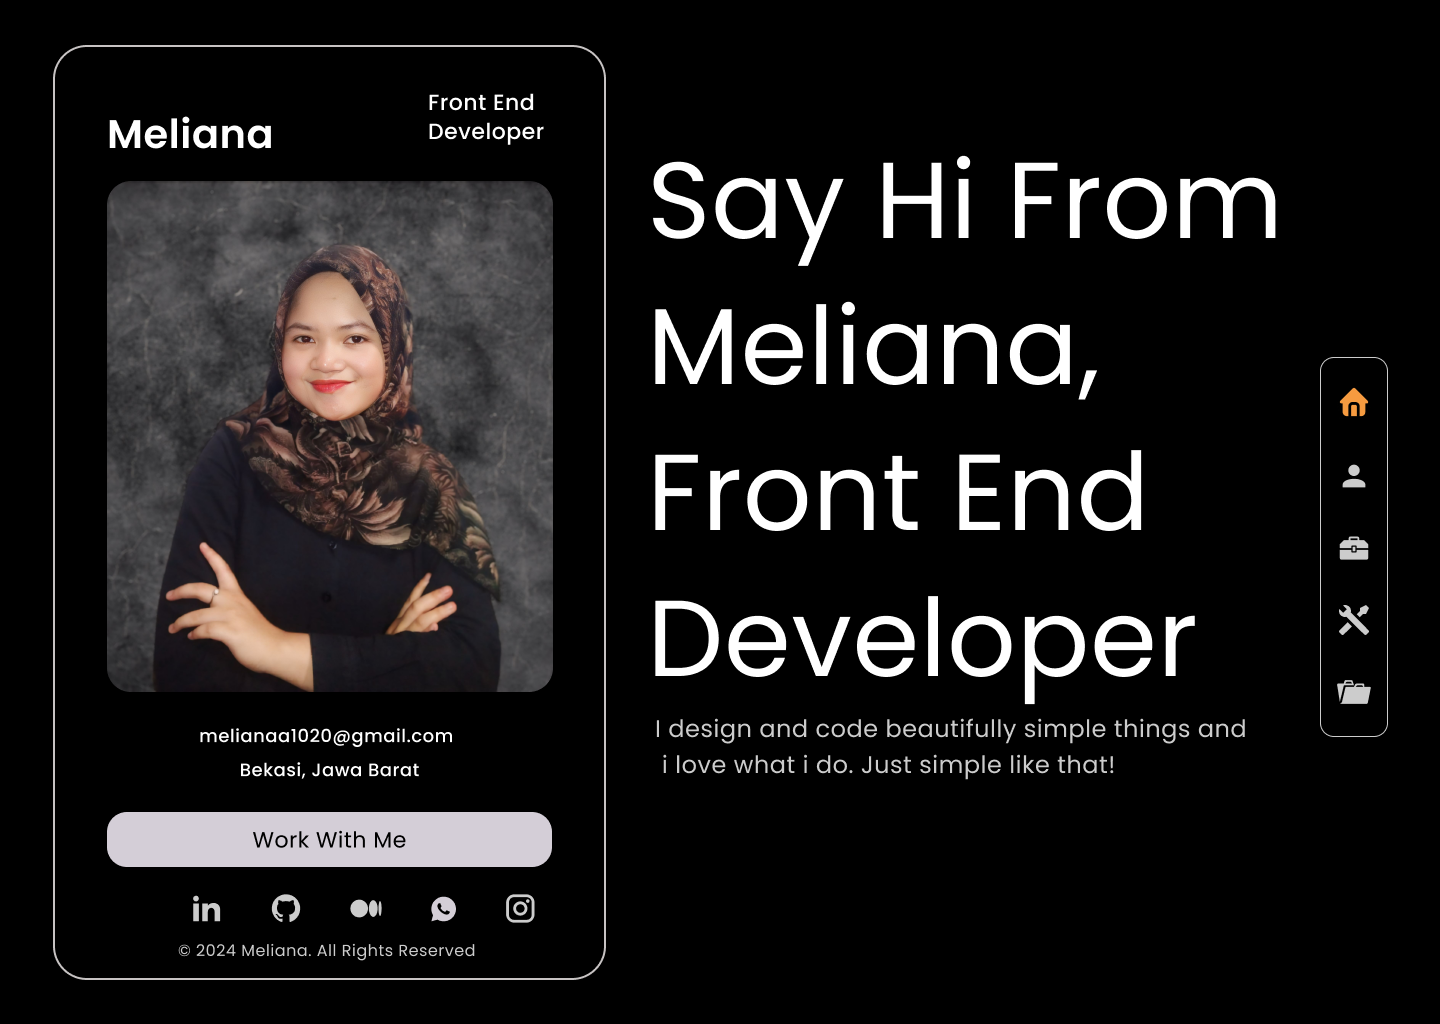 Meliana
Front End
Developer
melianaa1020@gmail.com
Bekasi, Jawa Barat
Work With Me
© 2024 Meliana. All Rights Reserved
Say Hi From
Meliana,
Front End
Developer
I design and code beautifully simple things and
i love what i do. Just simple like that!